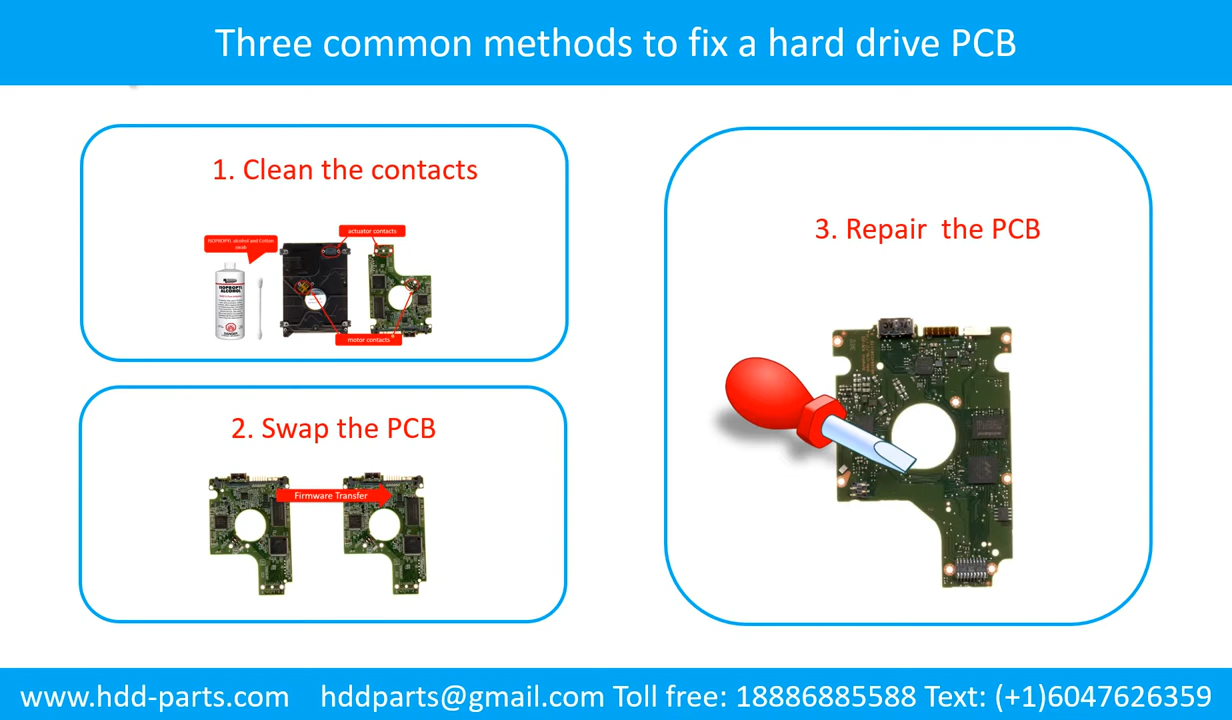 Three common methods to fix a hard drive PCB
1. Clean the contacts
ISOPROPYL alcohol and Cotton
swab
actuator contacts
ISOPROPYL
ALCOHOL
motor contacts
2. Swap the PCB
Firmware Transfer
3. Repair  the PCB
www.hdd-parts.com    hddparts@gmail.com Toll free: 18886885588 Text: (+1)6047626359